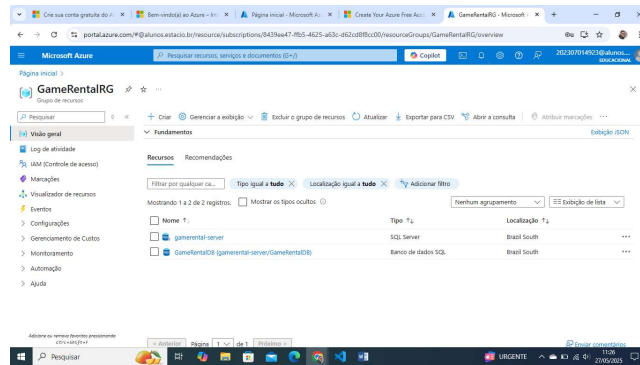 Crie sua conta gratuita do A
Bem-vindo(a) ao Azure – Im
Página inicial - Microsoft Az
Create Your Azure Free Acco
GameRentalRG - Microsoft A
portal.azure.com/#@alunos.estacio.br/resource/subscriptions/8439ee47-ffb5-4625-a63c-d62cd8f8cc00/resourceGroups/GameRentalRG/overview
Microsoft Azure
Pesquisar recursos, serviços e documentos (G+/)
Copilot
202307014923@alunos....
EDUCACIONAL
Página inicial >
GameRentalRG
Grupo de recursos
Pesquisar
Criar
Gerenciar a exibição
Excluir o grupo de recursos
Atualizar
Exportar para CSV
Abrir a consulta
Atribuir marcações
Visão geral
Log de atividade
IAM (Controle de acesso)
Marcações
Visualizador de recursos
Eventos
Configurações
Gerenciamento de Custos
Monitoramento
Automação
Ajuda
Fundamentos
Exibição JSON
Recursos Recomendações
Filtrar por qualquer ca...
Tipo igual a tudo
Localização igual a tudo
Adicionar filtro
Mostrando 1 a 2 de 2 registros.
Mostrar os tipos ocultos
Nenhum agrupamento
Exibição de lista
Nome Tipo Localização
gamerental-server SQL Server Brazil South
GameRentalDB (gamerental-server/GameRentalDB) Banco de dados SQL Brazil South
Adicione ou remova favoritos pressionando
Ctrl+Shift+F
< Anterior Página 1 de 1 Próximo >
Enviar comentários
Pesquisar
URGENTE
11:26
27/05/2025